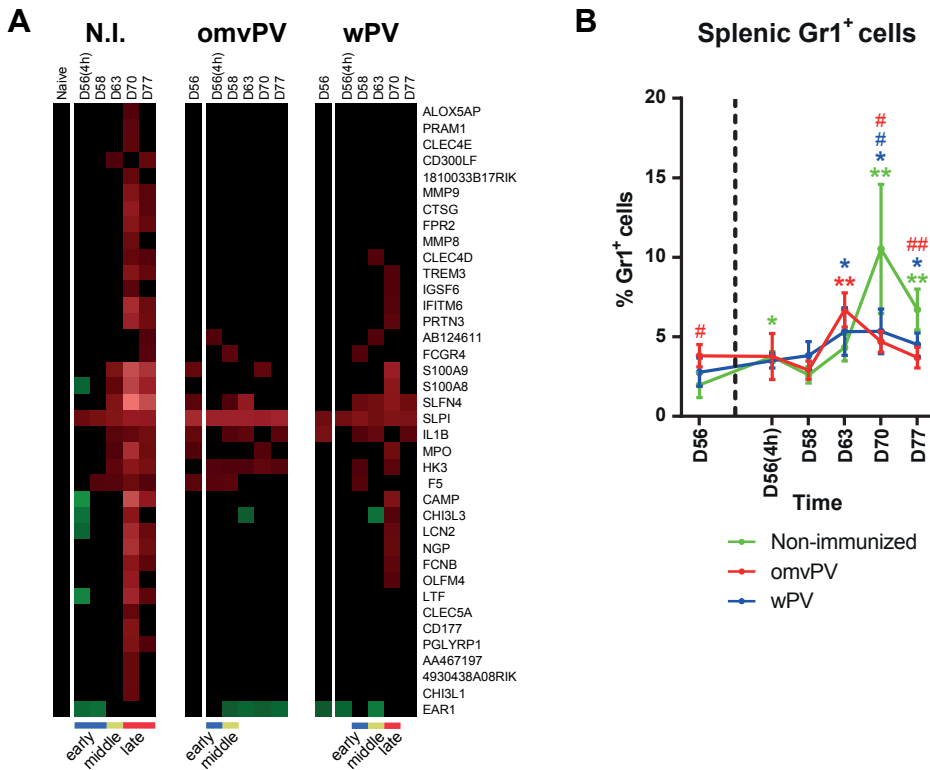 A
N.I.
omvPV
wPV
Naive
D56(4h)
D58
D63
D70
D77
D56
D56(4h)
D58
D63
D70
D77
D56
D56(4h)
D58
D63
D70
D77
ALOX5AP
PRAM1
CLEC4E
CD300LF
1810033B17RIK
MMP9
CTSG
FPR2
MMP8
CLEC4D
TREM3
IGSF6
IFITM6
PRTN3
AB124611
FCGR4
S100A9
S100A8
SLFN4
SLPI
IL1B
MPO
HK3
F5
CAMP
CHI3L3
LCN2
NGP
FCNB
OLFM4
LTF
CLEC5A
CD177
PGLYRP1
AA467197
4930438A08RIK
CHI3L1
EAR1
early
middle
late
early
middle
early
middle
late
B
Splenic Gr1+ cells
% Gr1+ cells
20
15
10
5
0
#
*
*
**
#
#
*
**
##
*
**
D56
D56(4h)
D58
D63
D70
D77
Time
Non-immunized
omvPV
wPV